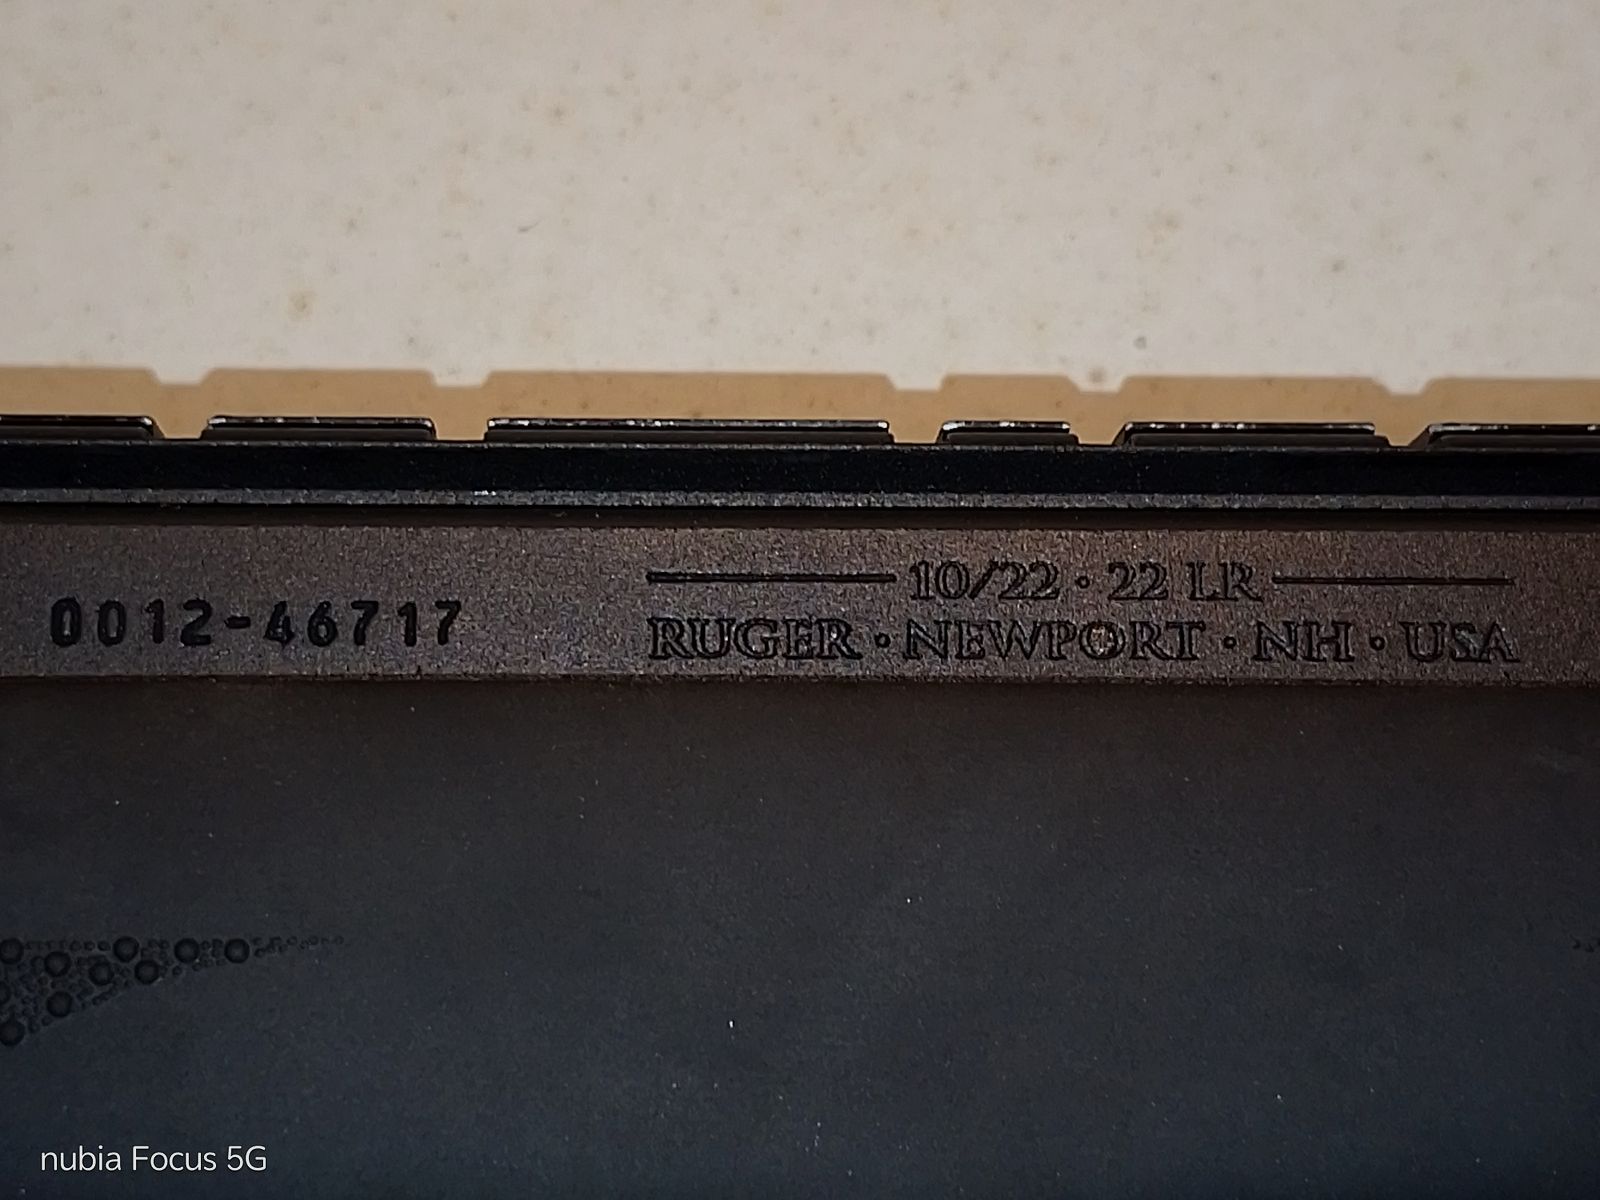 0012-46717
10/22 · 22 LR
RUGER · NEWPORT · NH · USA
nubia Focus 5G